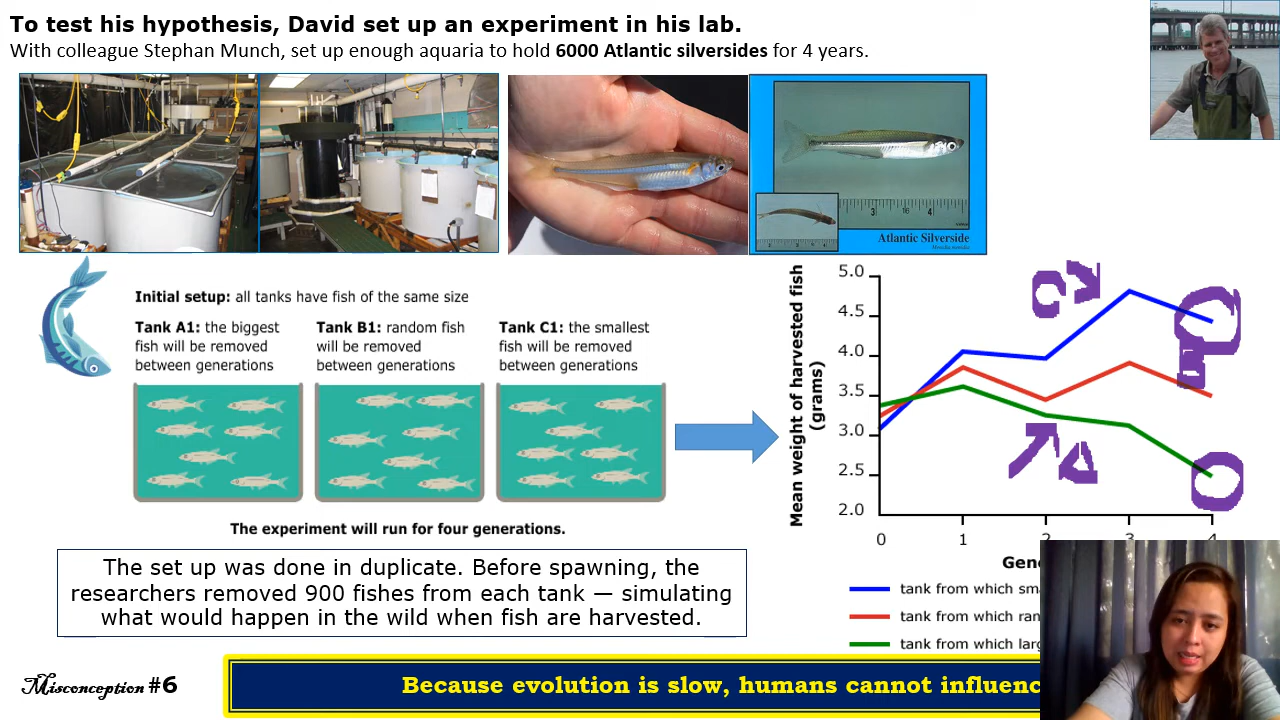 To test his hypothesis, David set up an experiment in his lab.
With colleague Stephan Munch, set up enough aquaria to hold 6000 Atlantic silversides for 4 years.
3 16 4
Atlantic Silverside
Initial setup: all tanks have fish of the same size
Tank A1: the biggest
fish will be removed
between generations
Tank B1: random fish
will be removed
between generations
Tank C1: the smallest
fish will be removed
between generations
The experiment will run for four generations.
The set up was done in duplicate. Before spawning, the
researchers removed 900 fishes from each tank — simulating
what would happen in the wild when fish are harvested.
Mean weight of harvested fish
(grams)
5.0
4.5
4.0
3.5
3.0
2.5
2.0
0 1 2 3 4
C
B
A
Gene
tank from which sm
tank from which ran
tank from which larg
Misconception #6
Because evolution is slow, humans cannot influenc